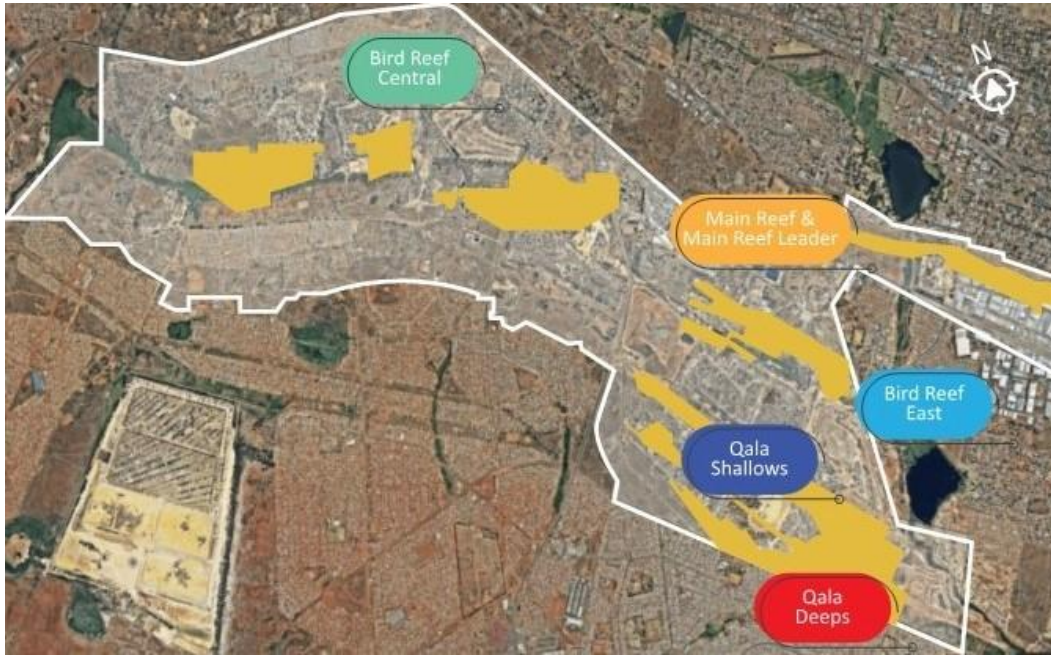 Bird Reef
Central
N
Main Reef &
Main Reef Leader
Bird Reef
East
Qala
Shallows
Qala
Deeps